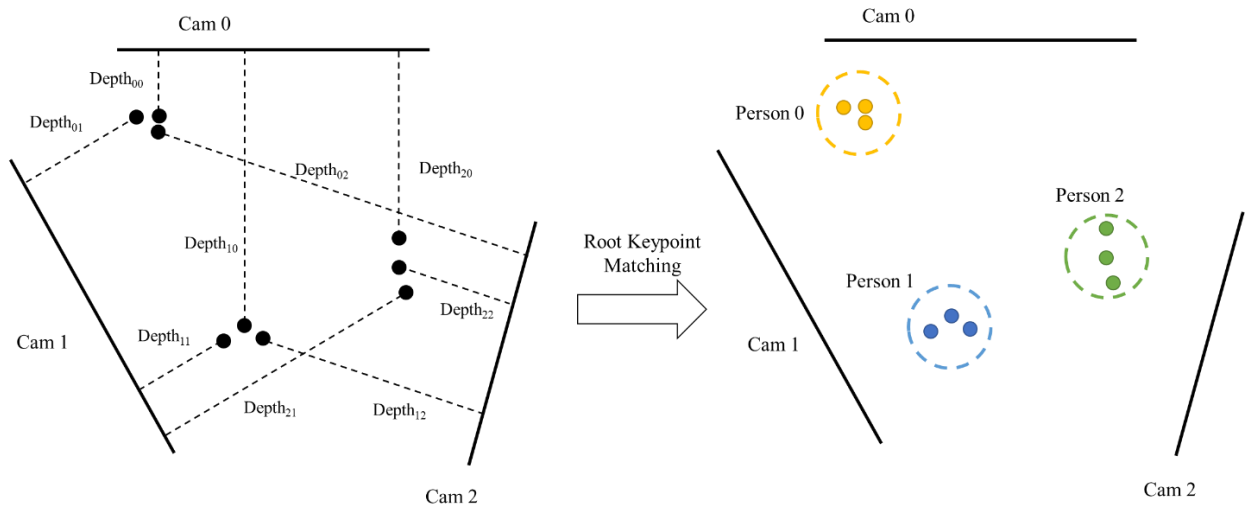 Cam 0
Depth₀₀
Depth₀₁
Depth₀₂
Depth₂₀
Depth₁₀
Depth₂₂
Depth₁₁
Cam 1
Depth₂₁
Depth₁₂
Cam 2
Root Keypoint
Matching
Cam 0
Person 0
Person 2
Person 1
Cam 1
Cam 2